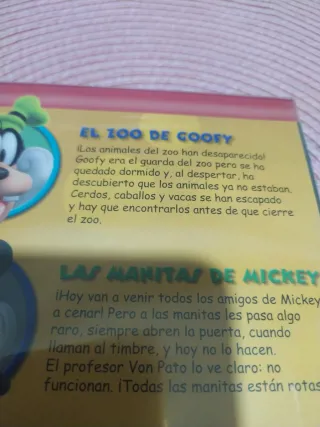 EL ZOO DE GOOFY
¡Los animales del zoo han desaparecido!
Goofy era el guarda del zoo pero se ha
quedado dormido y, al despertar, ha
descubierto que los animales ya no estaban.
Cerdos, caballos y vacas se han escapado
y hay que encontrarlos antes de que cierre
el zoo.
LAS MANITAS DE MICKEY
¡Hoy van a venir todos los amigos de Mickey
a cenar! Pero a las manitas les pasa algo
raro, siempre abren la puerta, cuando
llaman al timbre, y hoy no lo hacen.
El profesor Von Pato lo ve claro: no
funcionan. ¡Todas las manitas están rotas